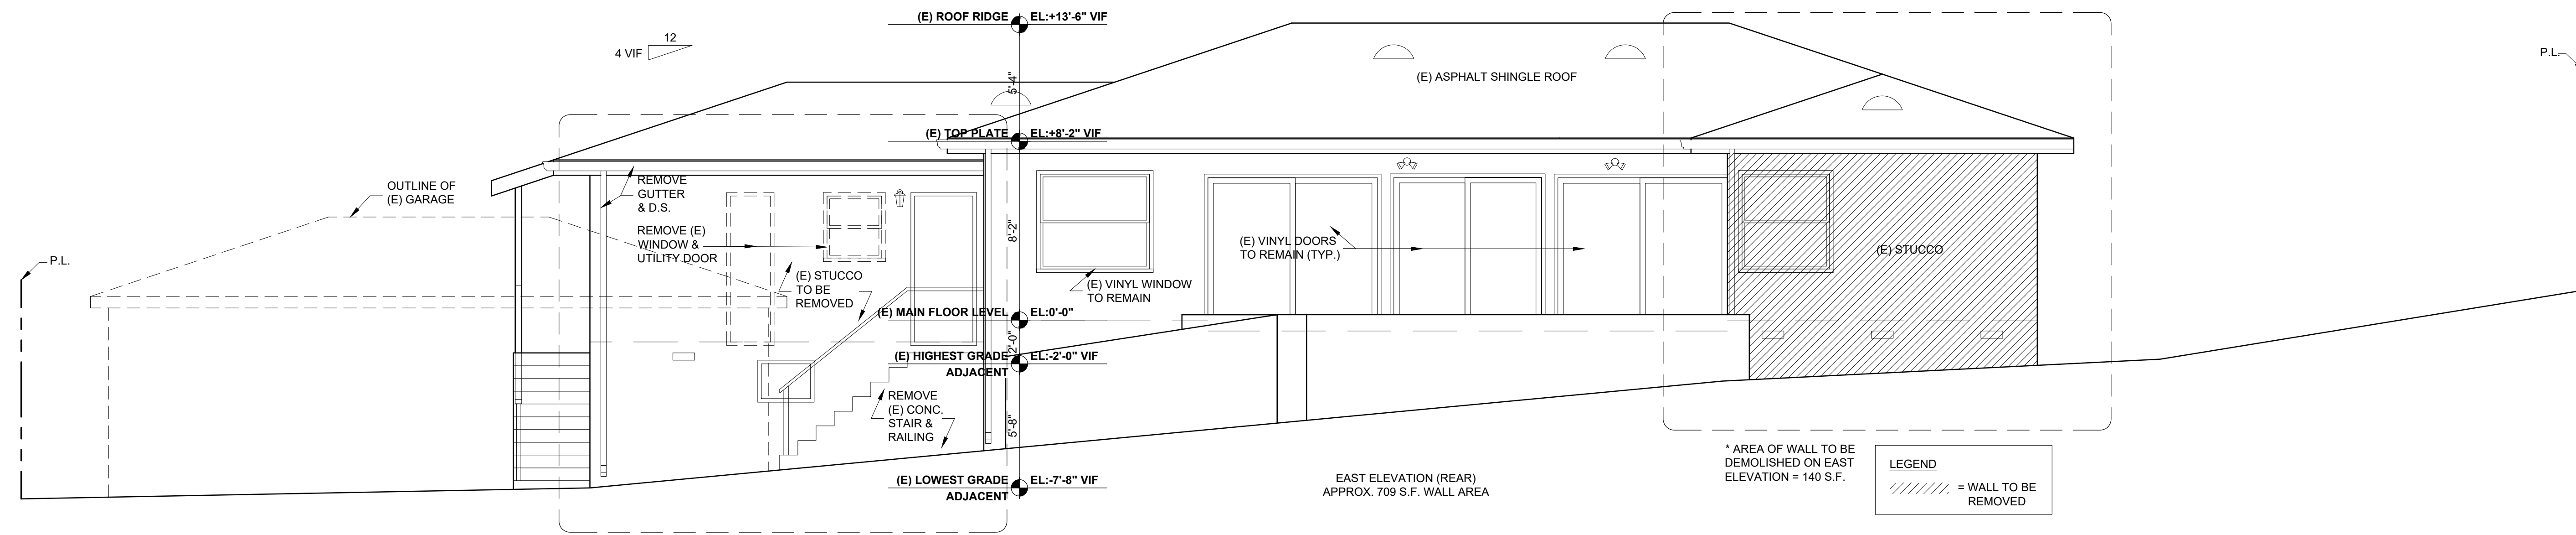 (E) ROOF RIDGE EL:+13'-6" VIF
12
4 VIF
P.L.
5'-4"
(E) ASPHALT SHINGLE ROOF
(E) TOP PLATE EL:+8'-2" VIF
OUTLINE OF
(E) GARAGE
REMOVE
GUTTER
& D.S.
REMOVE (E)
WINDOW &
UTILITY DOOR
8'-2"
(E) VINYL DOORS
TO REMAIN (TYP.)
(E) STUCCO
P.L.
(E) STUCCO
TO BE
REMOVED
(E) VINYL WINDOW
TO REMAIN
(E) MAIN FLOOR LEVEL EL:0'-0"
2'-0"
(E) HIGHEST GRADE EL:-2'-0" VIF
ADJACENT
REMOVE
(E) CONC.
STAIR &
RAILING
5'-8"
(E) LOWEST GRADE EL:-7'-8" VIF
ADJACENT
EAST ELEVATION (REAR)
APPROX. 709 S.F. WALL AREA
* AREA OF WALL TO BE
DEMOLISHED ON EAST
ELEVATION = 140 S.F.
LEGEND
= WALL TO BE
REMOVED